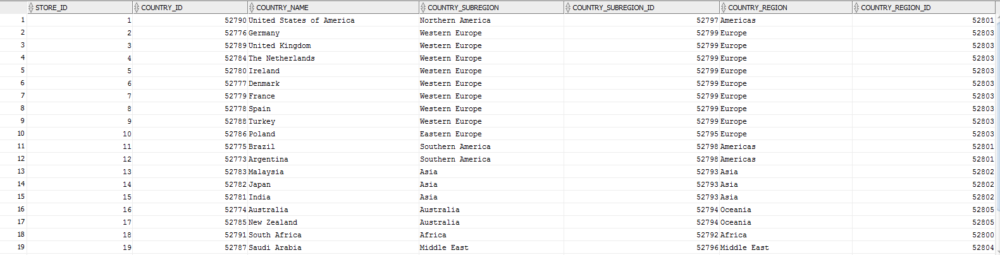 STORE_ID COUNTRY_ID COUNTRY_NAME COUNTRY_SUBREGION COUNTRY_SUBREGION_ID COUNTRY_REGION COUNTRY_REGION_ID
1 1 52790 United States of America Northern America 52797 Americas 52801
2 2 52776 Germany Western Europe 52799 Europe 52803
3 3 52789 United Kingdom Western Europe 52799 Europe 52803
4 4 52784 The Netherlands Western Europe 52799 Europe 52803
5 5 52780 Ireland Western Europe 52799 Europe 52803
6 6 52777 Denmark Western Europe 52799 Europe 52803
7 7 52779 France Western Europe 52799 Europe 52803
8 8 52778 Spain Western Europe 52799 Europe 52803
9 9 52788 Turkey Western Europe 52799 Europe 52803
10 10 52786 Poland Eastern Europe 52795 Europe 52803
11 11 52775 Brazil Southern America 52798 Americas 52801
12 12 52773 Argentina Southern America 52798 Americas 52801
13 13 52783 Malaysia Asia 52793 Asia 52802
14 14 52782 Japan Asia 52793 Asia 52802
15 15 52781 India Asia 52793 Asia 52802
16 16 52774 Australia Australia 52794 Oceania 52805
17 17 52785 New Zealand Australia 52794 Oceania 52805
18 18 52791 South Africa Africa 52792 Africa 52800
19 19 52787 Saudi Arabia Middle East 52796 Middle East 52804